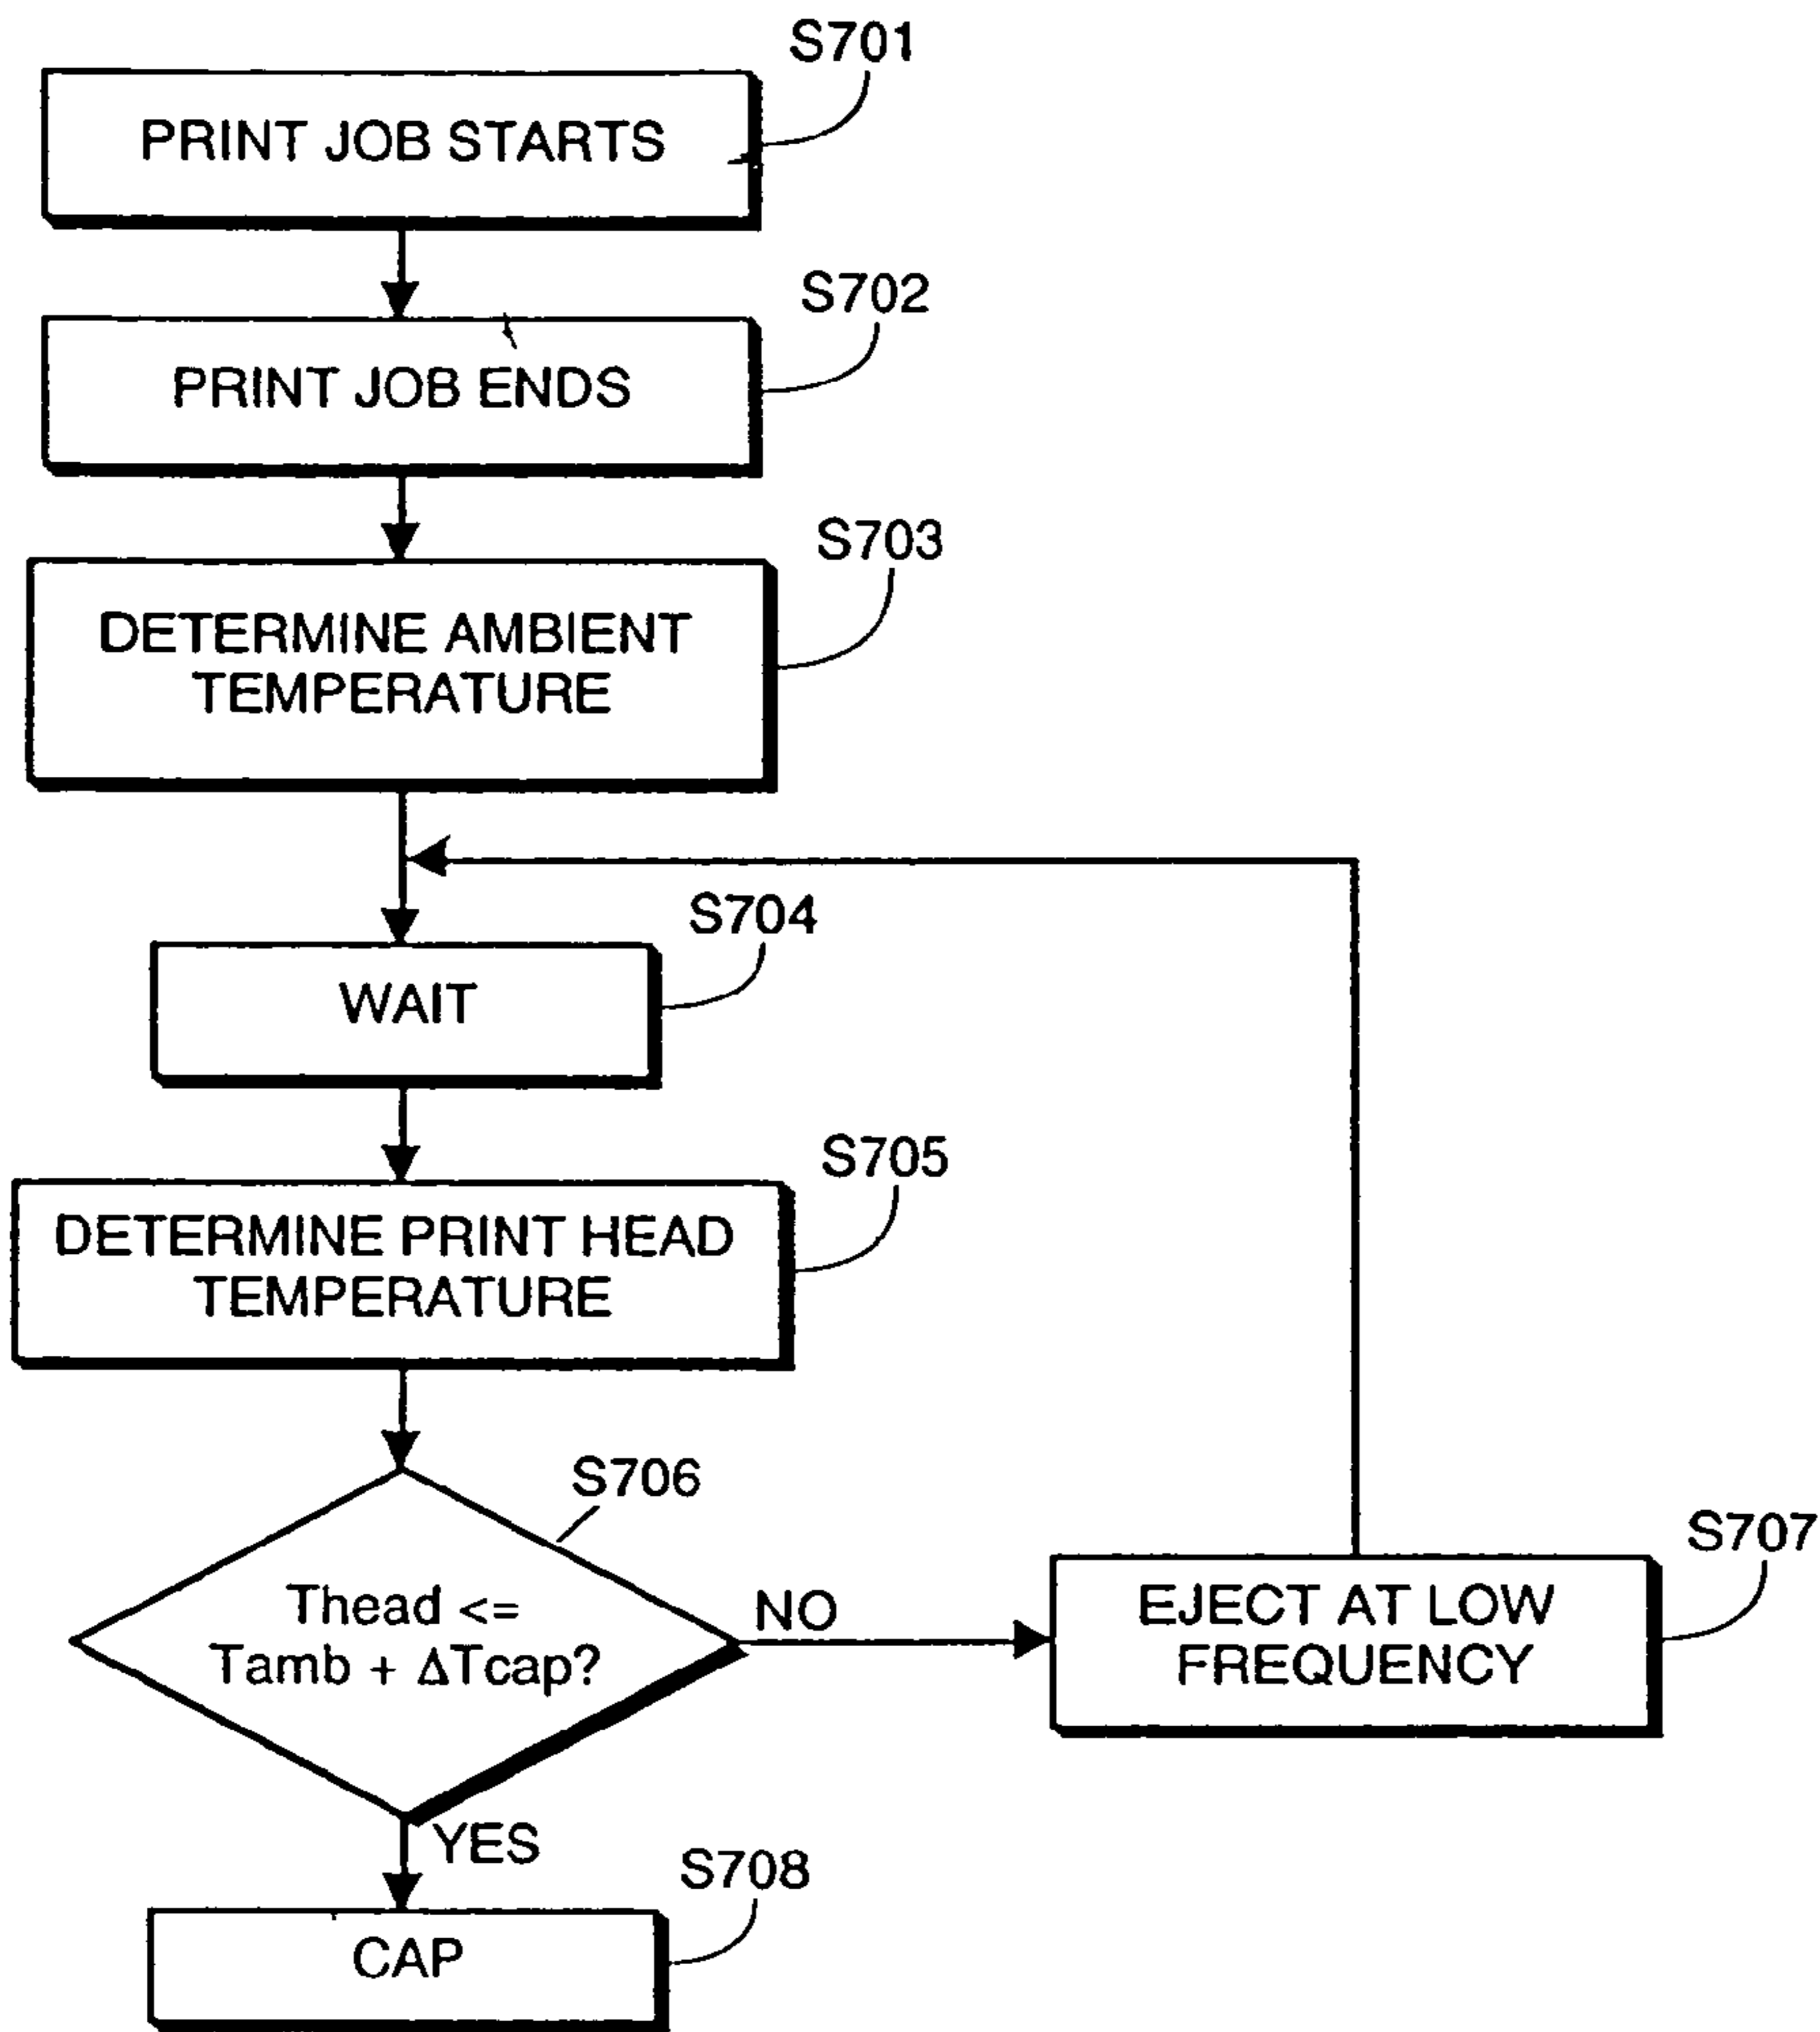 S701
PRINT JOB STARTS
S702
PRINT JOB ENDS
S703
DETERMINE AMBIENT
TEMPERATURE
S704
WAIT
S705
DETERMINE PRINT HEAD
TEMPERATURE
S706
Thead <=
Tamb + ΔTcap?
NO
S707
EJECT AT LOW
FREQUENCY
YES
S708
CAP